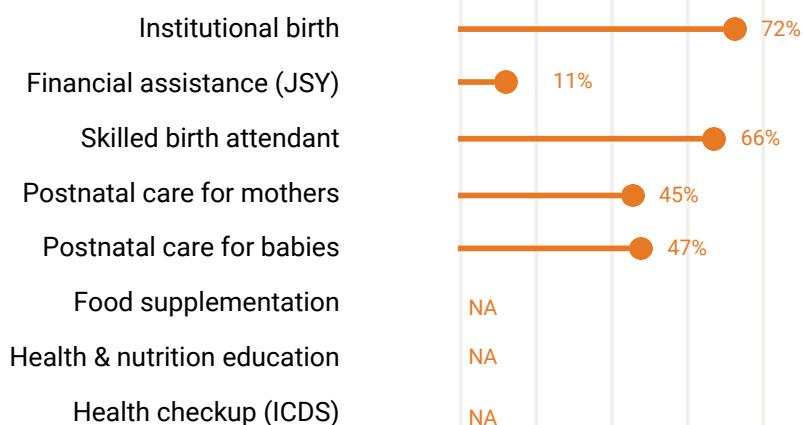 Institutional birth 72%
Financial assistance (JSY) 11%
Skilled birth attendant 66%
Postnatal care for mothers 45%
Postnatal care for babies 47%
Food supplementation NA
Health & nutrition education NA
Health checkup (ICDS) NA